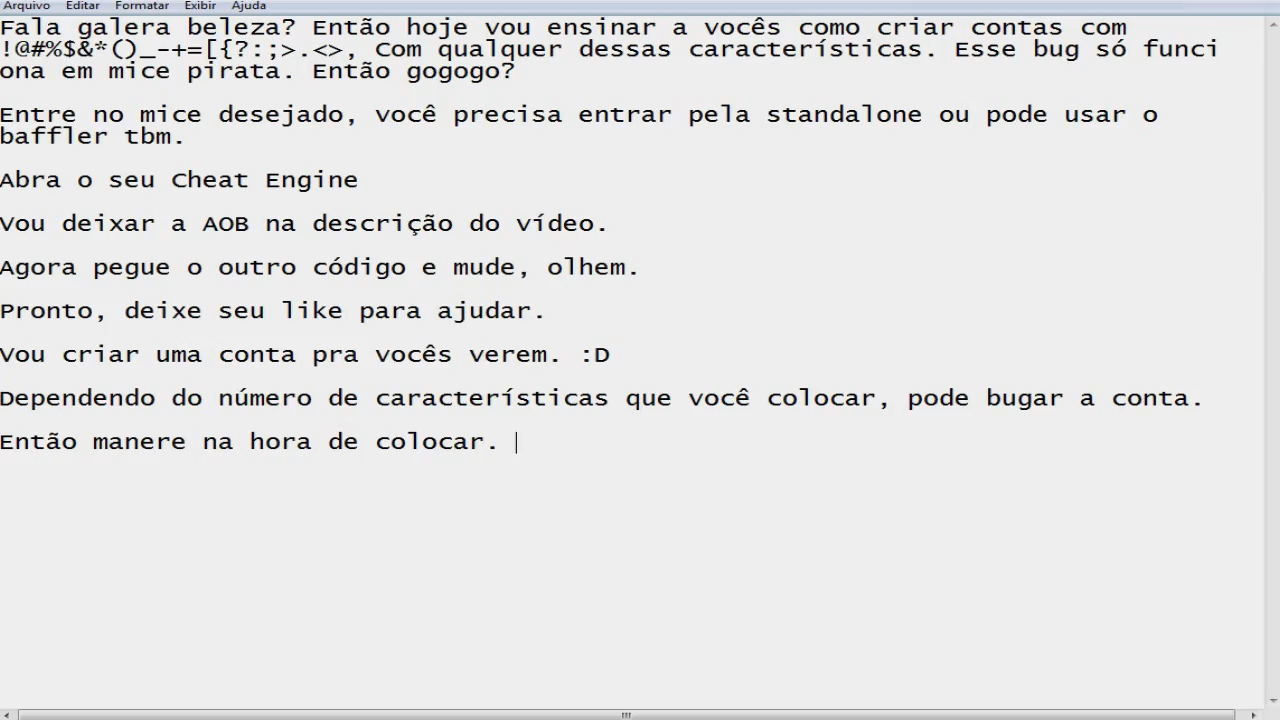 Arquivo Editar Formatar Exibir Ajuda
Fala galera beleza? Então hoje vou ensinar a vocês como criar contas com
!@#%$&*()_-+=[{?:;>.<>, Com qualquer dessas características. Esse bug só funci
ona em mice pirata. Então gogogo?
Entre no mice desejado, você precisa entrar pela standalone ou pode usar o
baffler tbm.
Abra o seu Cheat Engine
Vou deixar a AOB na descrição do vídeo.
Agora pegue o outro código e mude, olhem.
Pronto, deixe seu like para ajudar.
Vou criar uma conta pra vocês verem. :D
Dependendo do número de características que você colocar, pode bugar a conta.
Então manere na hora de colocar.